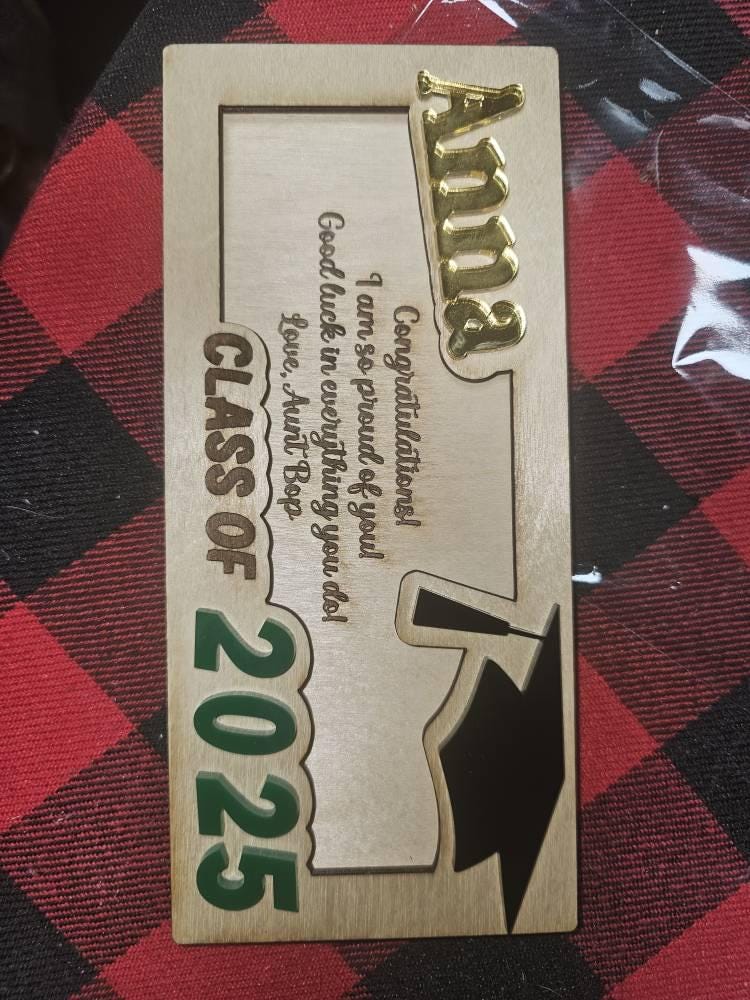 Anna
Congratulations!
I am so proud of you!
Good luck in everything you do!
Love, Aunt Bop
CLASS OF 2025